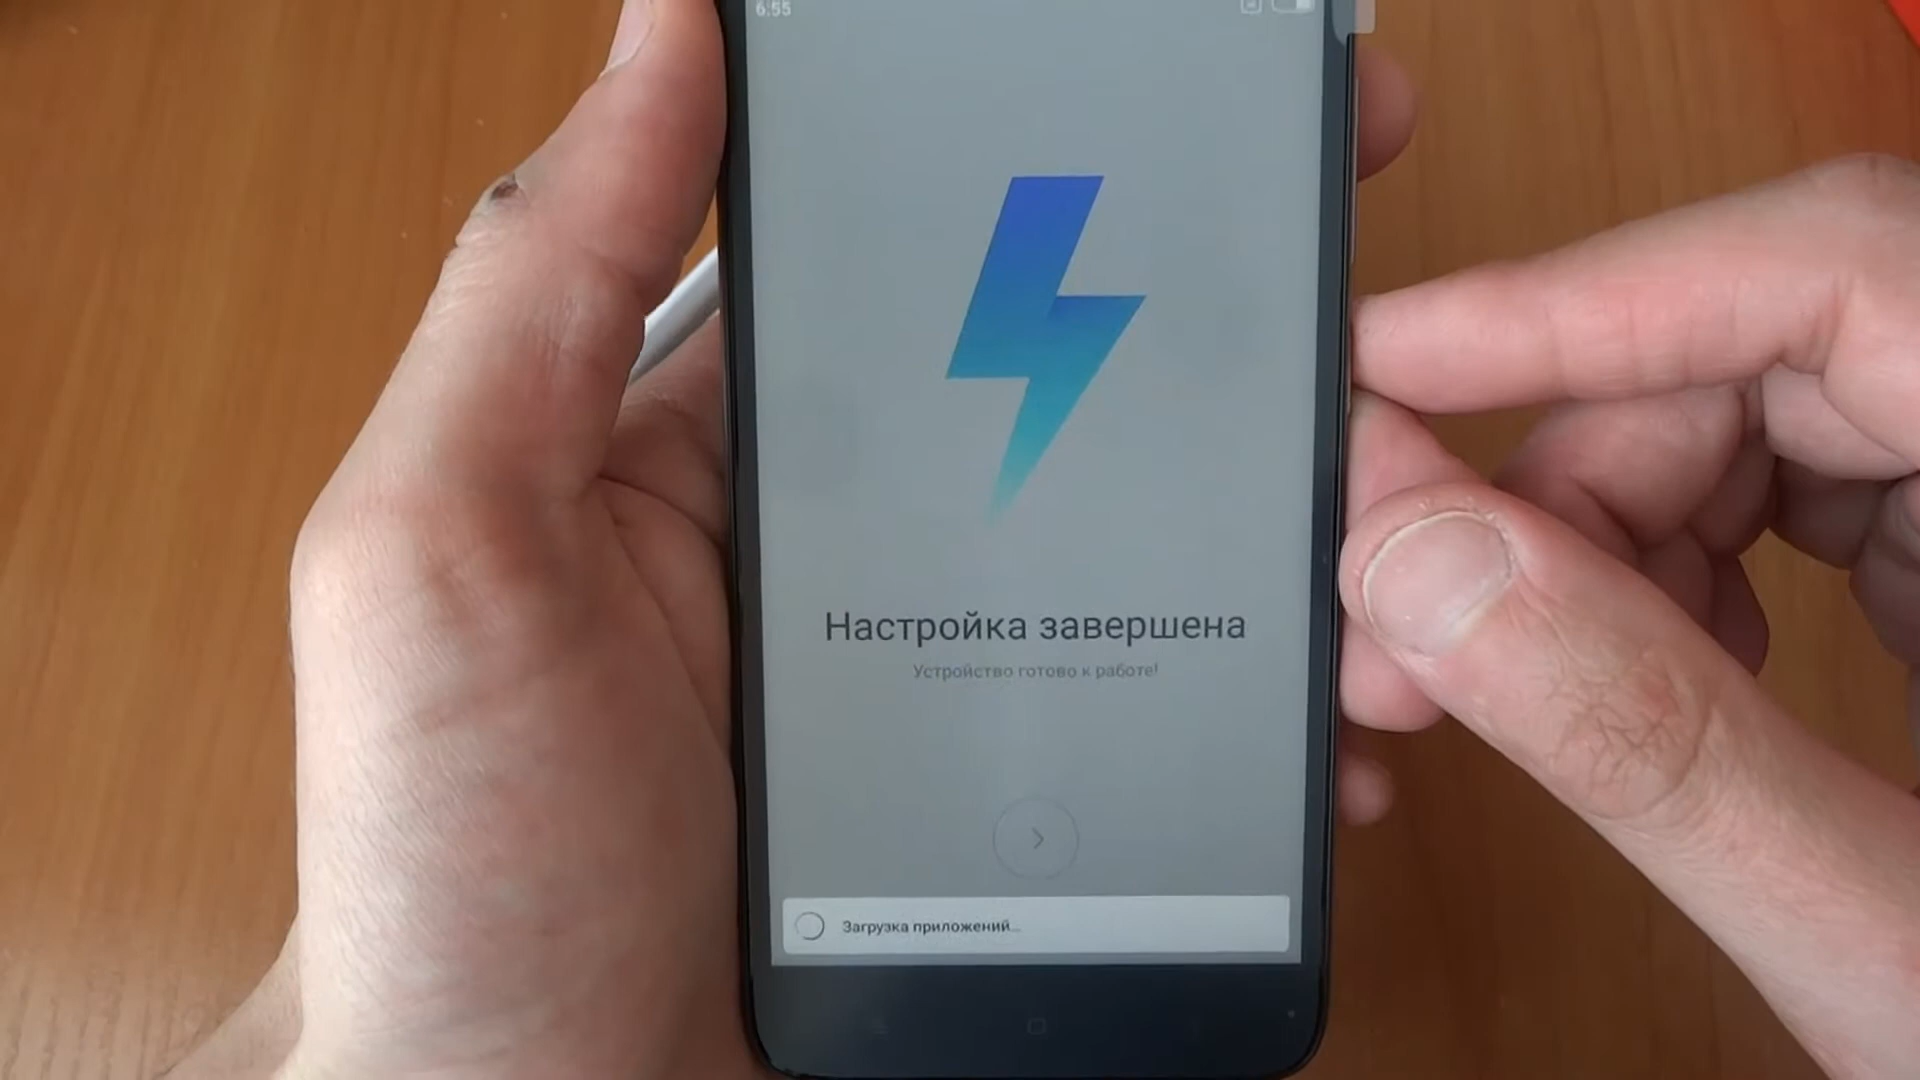 6:55
Настройка завершена
Устройство готово к работе!
Загрузка приложений...